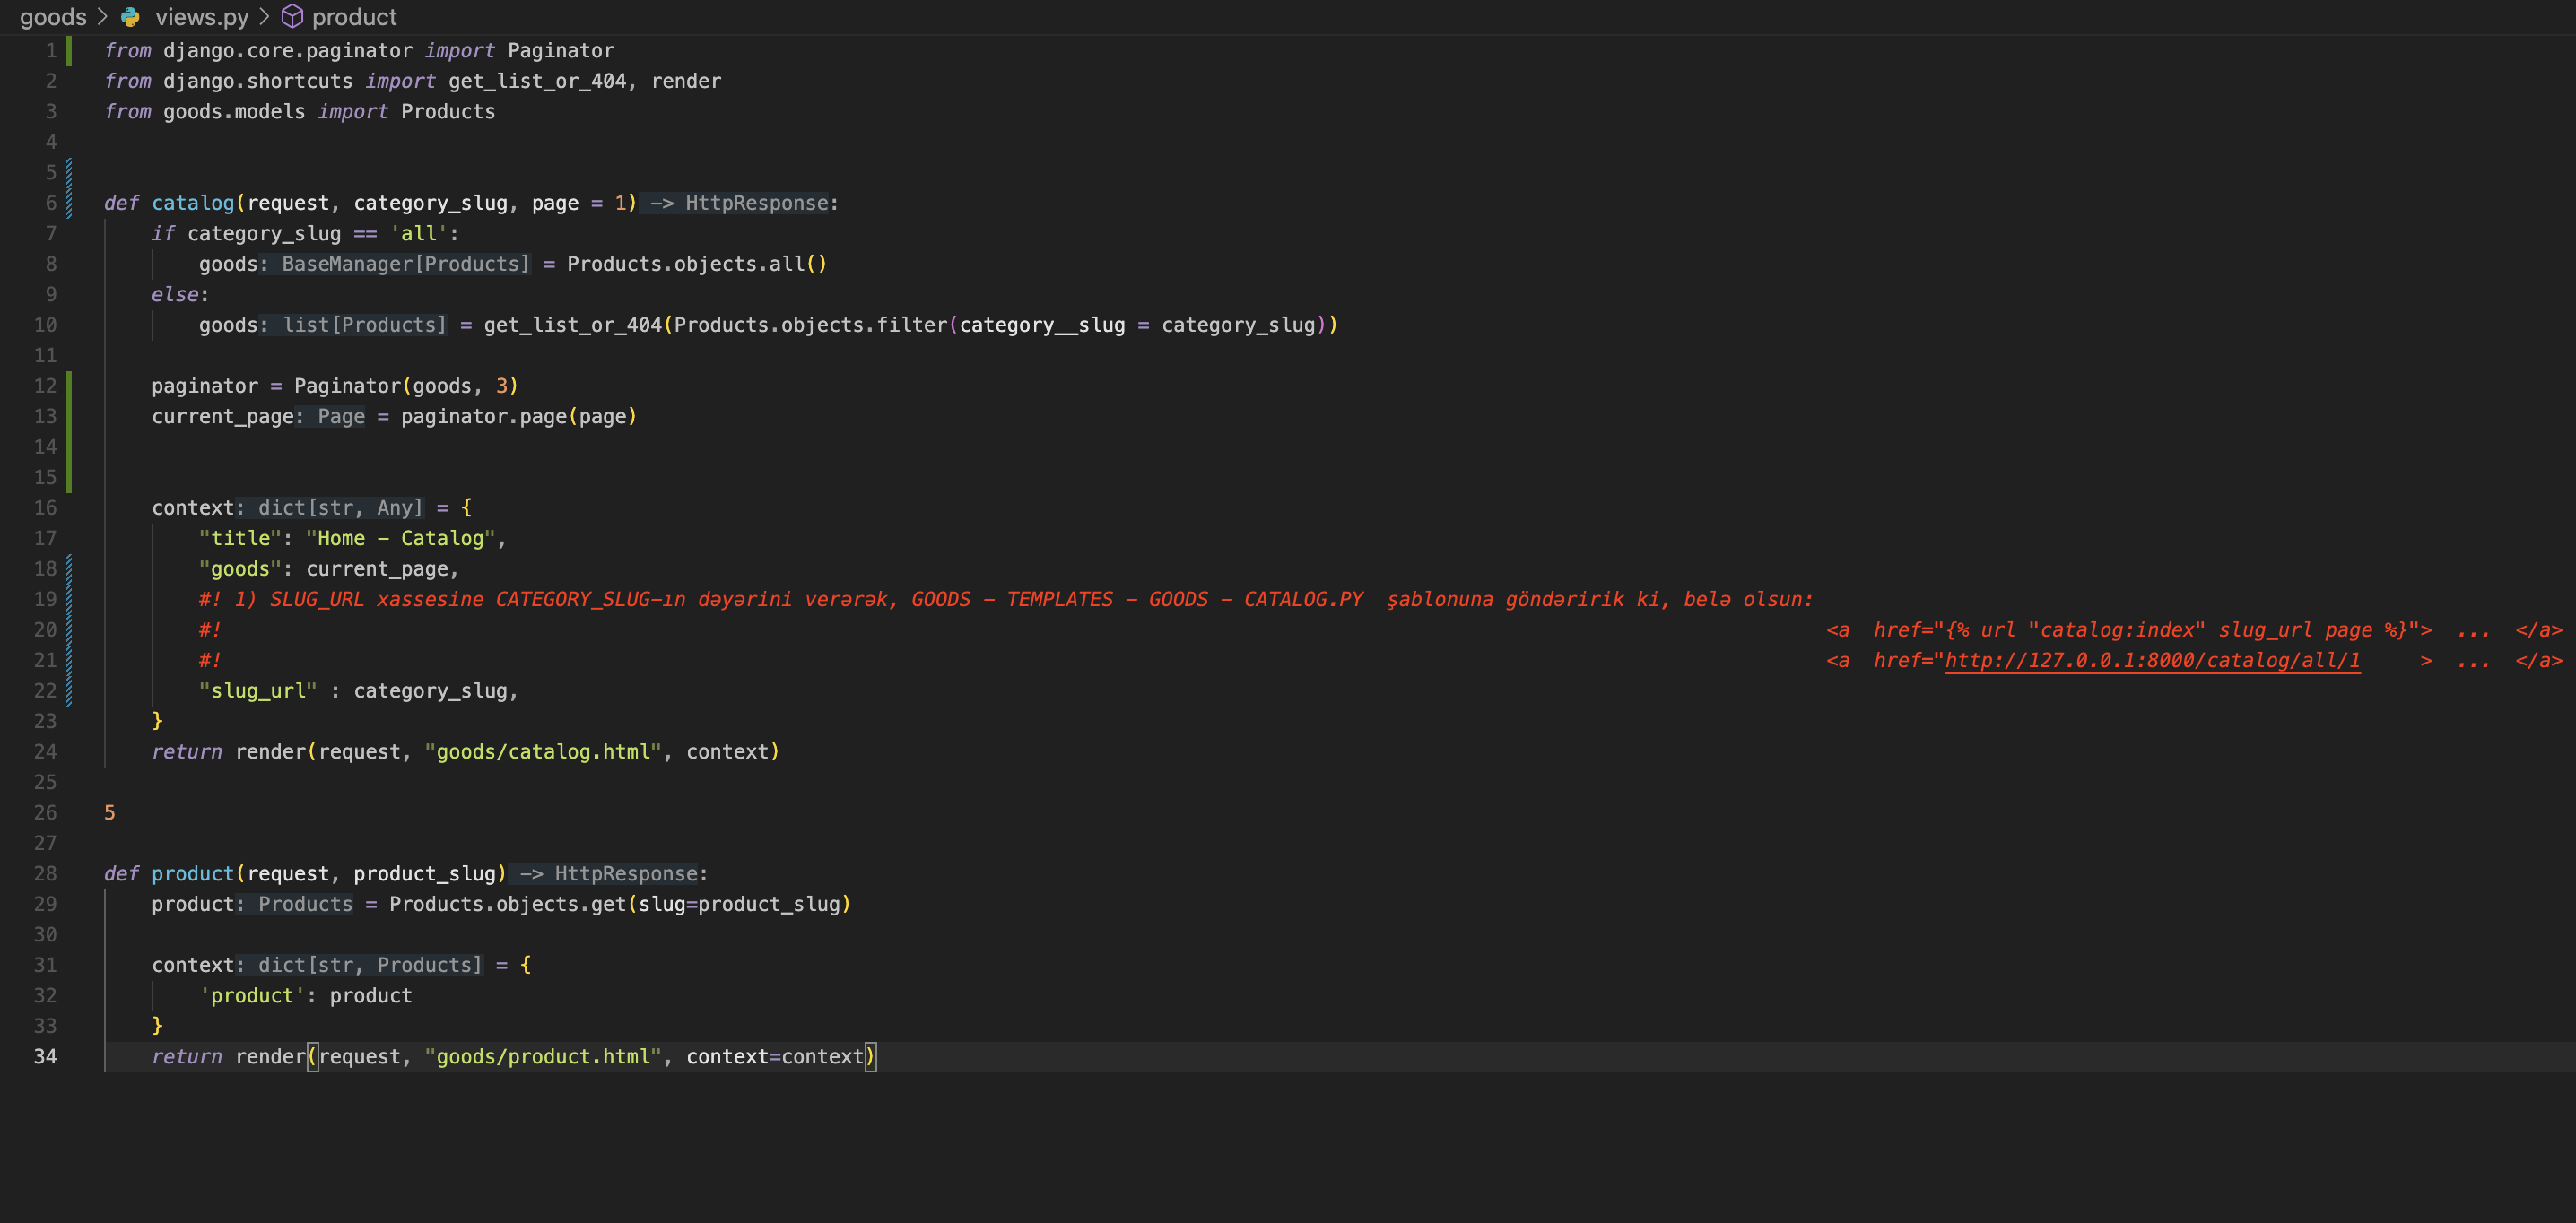 goods > views.py > product
1 from django.core.paginator import Paginator
2 from django.shortcuts import get_list_or_404, render
3 from goods.models import Products
4
5
6 def catalog(request, category_slug, page = 1) -> HttpResponse:
7     if category_slug == 'all':
8         goods: BaseManager[Products] = Products.objects.all()
9     else:
10         goods: list[Products] = get_list_or_404(Products.objects.filter(category__slug = category_slug))
11
12     paginator = Paginator(goods, 3)
13     current_page: Page = paginator.page(page)
14
15
16     context: dict[str, Any] = {
17         "title": "Home - Catalog",
18         "goods": current_page,
19         #! 1) SLUG_URL xassesine CATEGORY_SLUG-ın dəyərini verərək, GOODS - TEMPLATES - GOODS - CATALOG.PY  şablonuna göndəririk ki, belə olsun:
20         #!     <a  href="{% url "catalog:index" slug_url page %}">  ...  </a>
21         #!     <a  href="http://127.0.0.1:8000/catalog/all/1     >  ...  </a>
22         "slug_url" : category_slug,
23     }
24     return render(request, "goods/catalog.html", context)
25
26 5
27
28 def product(request, product_slug) -> HttpResponse:
29     product: Products = Products.objects.get(slug=product_slug)
30
31     context: dict[str, Products] = {
32         'product': product
33     }
34     return render(request, "goods/product.html", context=context)